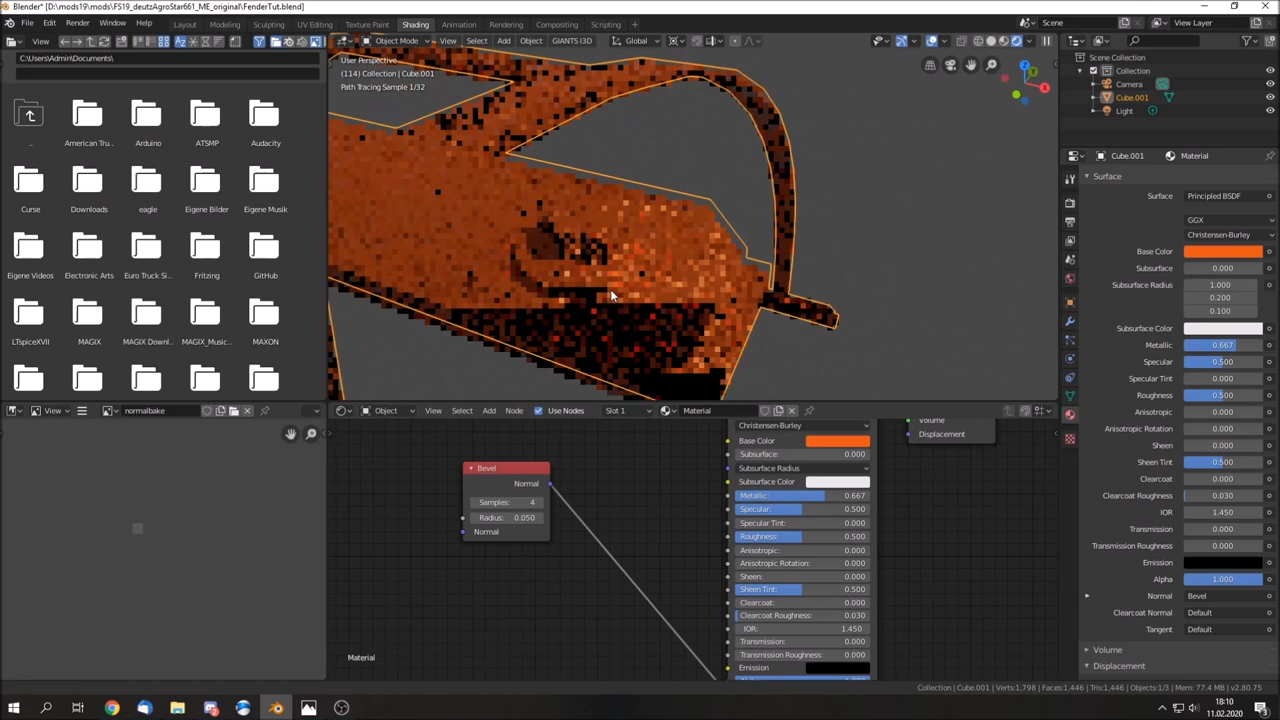 Blender* [D:\mods19\mods\FS19_deutzAgroStar661_ME_original\FenderTut.blend]
File Edit Render Window Help Layout Modeling Sculpting UV Editing Texture Paint Shading Animation Rendering Compositing Scripting Scene View Layer
View Object Mode View Select Add Object GIANTS I3D Global
C:\Users\Admin\Documents\
User Perspective
(114) Collection | Cube.001
Path Tracing Sample 1/32
Scene Collection
Collection
Camera
Cube.001
Light
..
American Tru...
Arduino
ATSMP
Audacity
Curse
Downloads
eagle
Eigene Bilder
Eigene Musik
Eigene Videos
Electronic Arts
Euro Truck Si...
Fritzing
GitHub
LTspiceXVII
MAGIX
MAGIX Downl...
MAGIX_Music...
MAXON
Cube.001 Material
Surface
Surface Principled BSDF
GGX
Christensen-Burley
Base Color
Subsurface 0.000
Subsurface Radius 1.000
0.200
0.100
Subsurface Color
Metallic 0.667
Specular 0.500
Specular Tint 0.000
Roughness 0.500
Anisotropic 0.000
Anisotropic Rotation 0.000
Sheen 0.000
Sheen Tint 0.500
Clearcoat 0.000
Clearcoat Roughness 0.030
IOR 1.450
Transmission 0.000
Transmission Roughness 0.000
Emission
Alpha 1.000
Normal Bevel
Clearcoat Normal Default
Tangent Default
Volume
Displacement
View normalbake
Object View Select Add Node Use Nodes Slot 1 Material
Bevel
Normal
Samples: 4
Radius: 0.050
Normal
Christensen-Burley
Base Color
Subsurface: 0.000
Subsurface Radius
Subsurface Color
Metallic: 0.667
Specular: 0.500
Specular Tint: 0.000
Roughness: 0.500
Anisotropic: 0.000
Anisotropic Rotation: 0.000
Sheen: 0.000
Sheen Tint: 0.500
Clearcoat: 0.000
Clearcoat Roughness: 0.030
IOR: 1.450
Transmission: 0.000
Transmission Roughness: 0.000
Emission
Volume
Displacement
Material
Collection | Cube.001 | Verts:1,798 | Faces:1,446 | Tris:1,446 | Objects:1/3 | Mem: 77.4 MB | v2.80.75
18:10
11.02.2020